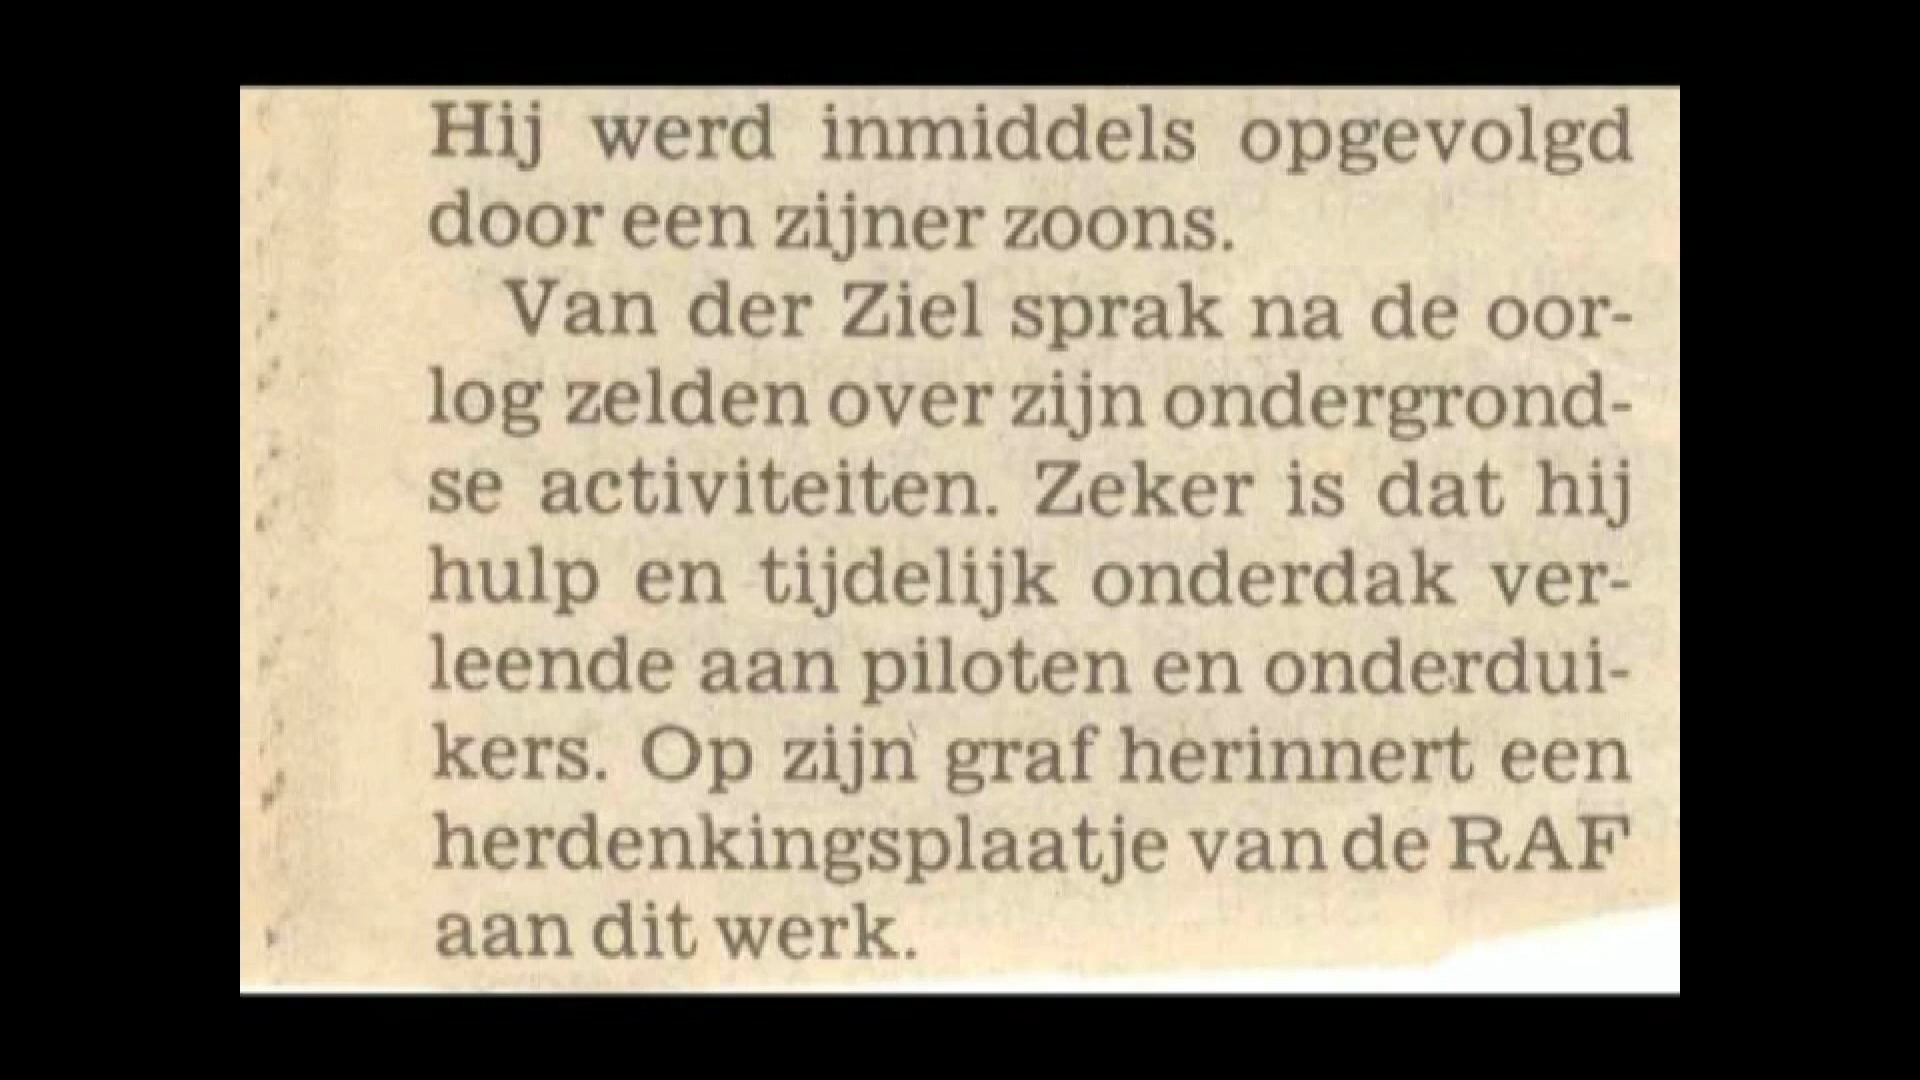 Hij werd inmiddels opgevolgd
door een zijner zoons.
Van der Ziel sprak na de oor-
log zelden over zijn ondergrond-
se activiteiten. Zeker is dat hij
hulp en tijdelijk onderdak ver-
leende aan piloten en onderdui-
kers. Op zijn graf herinnert een
herdenkingsplaatje van de RAF
aan dit werk.